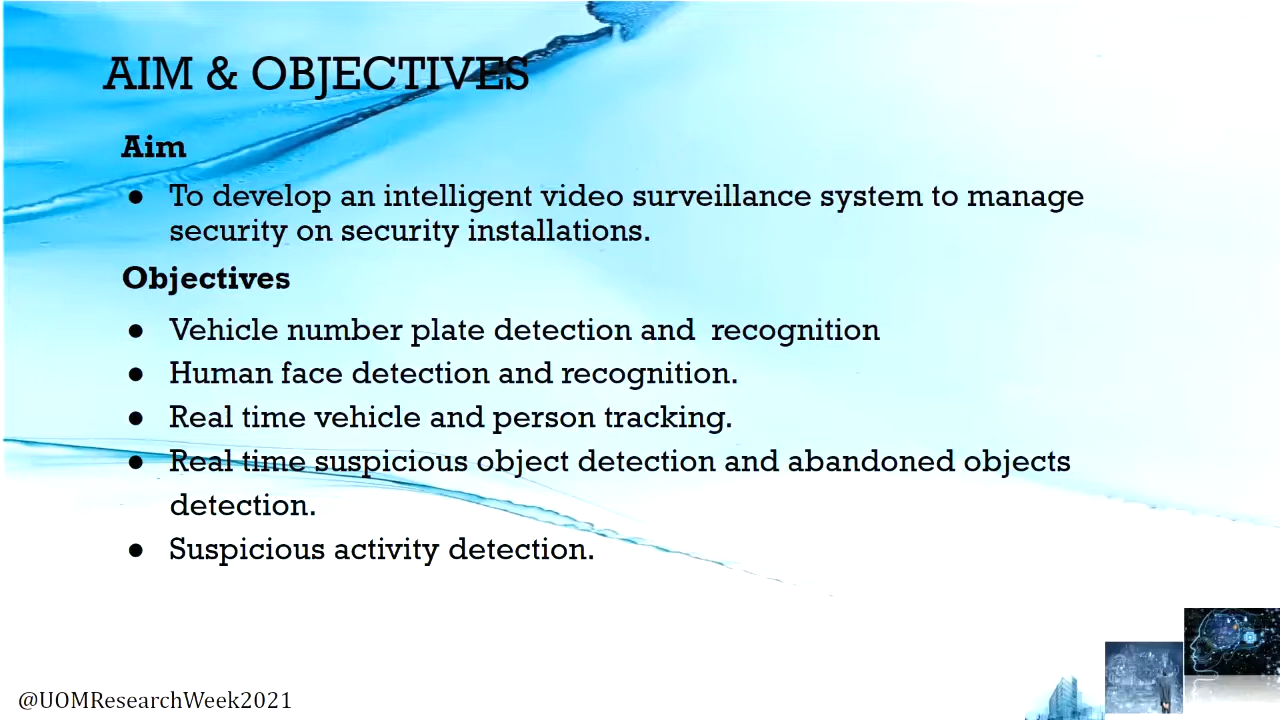 AIM & OBJECTIVES
Aim
● To develop an intelligent video surveillance system to manage
security on security installations.
Objectives
● Vehicle number plate detection and  recognition
● Human face detection and recognition.
● Real time vehicle and person tracking.
● Real time suspicious object detection and abandoned objects
detection.
● Suspicious activity detection.
@UOMResearchWeek2021